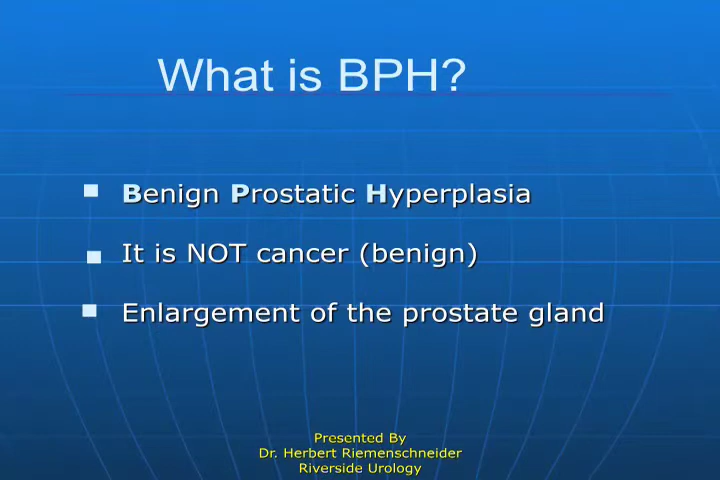 What is BPH?
Benign Prostatic Hyperplasia
It is NOT cancer (benign)
Enlargement of the prostate gland
Presented By
Dr. Herbert Riemenschneider
Riverside Urology